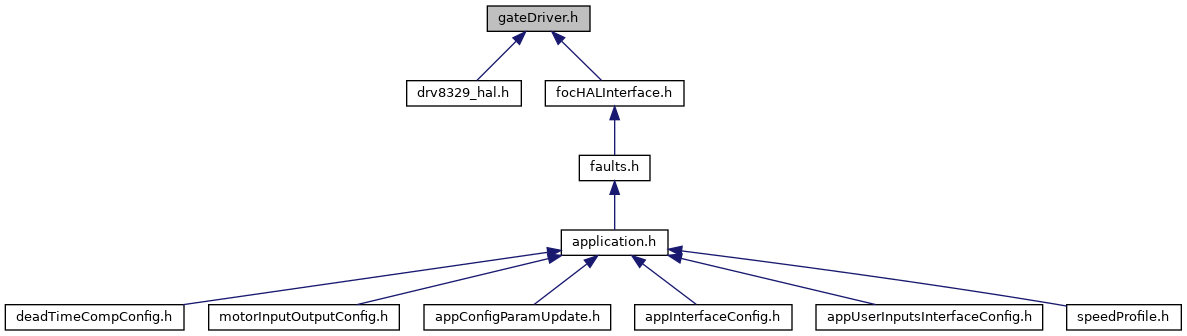 gateDriver.h
drv8329_hal.h
focHALInterface.h
faults.h
application.h
deadTimeCompConfig.h
motorInputOutputConfig.h
appConfigParamUpdate.h
appInterfaceConfig.h
appUserInputsInterfaceConfig.h
speedProfile.h